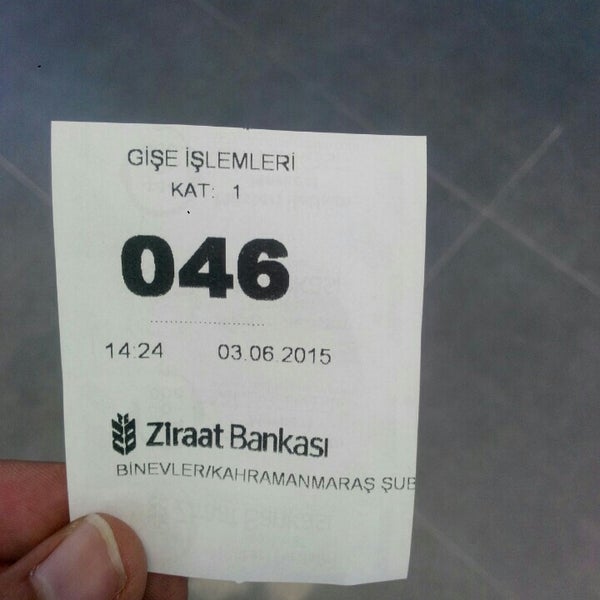 GİŞE İŞLEMLERİ
KAT: 1
046
14:24 03.06.2015
Ziraat Bankası
BİNEVLER/KAHRAMANMARAŞ ŞUB